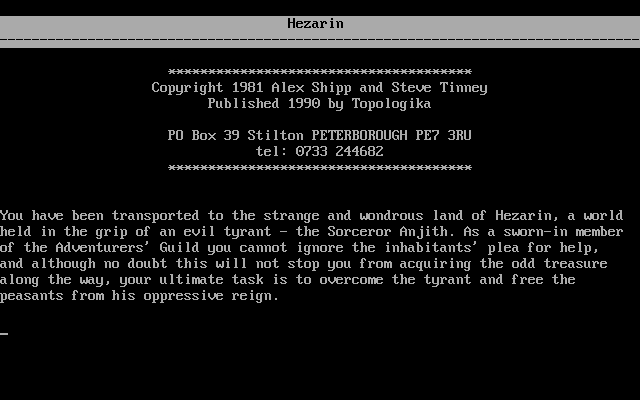 Hezarin
**************************************
Copyright 1981 Alex Shipp and Steve Tinney
Published 1990 by Topologika
PO Box 39 Stilton PETERBOROUGH PE7 3RU
tel: 0733 244682
**************************************
You have been transported to the strange and wondrous land of Hezarin, a world
held in the grip of an evil tyrant - the Sorceror Anjith. As a sworn-in member
of the Adventurers' Guild you cannot ignore the inhabitants' plea for help,
and although no doubt this will not stop you from acquiring the odd treasure
along the way, your ultimate task is to overcome the tyrant and free the
peasants from his oppressive reign.